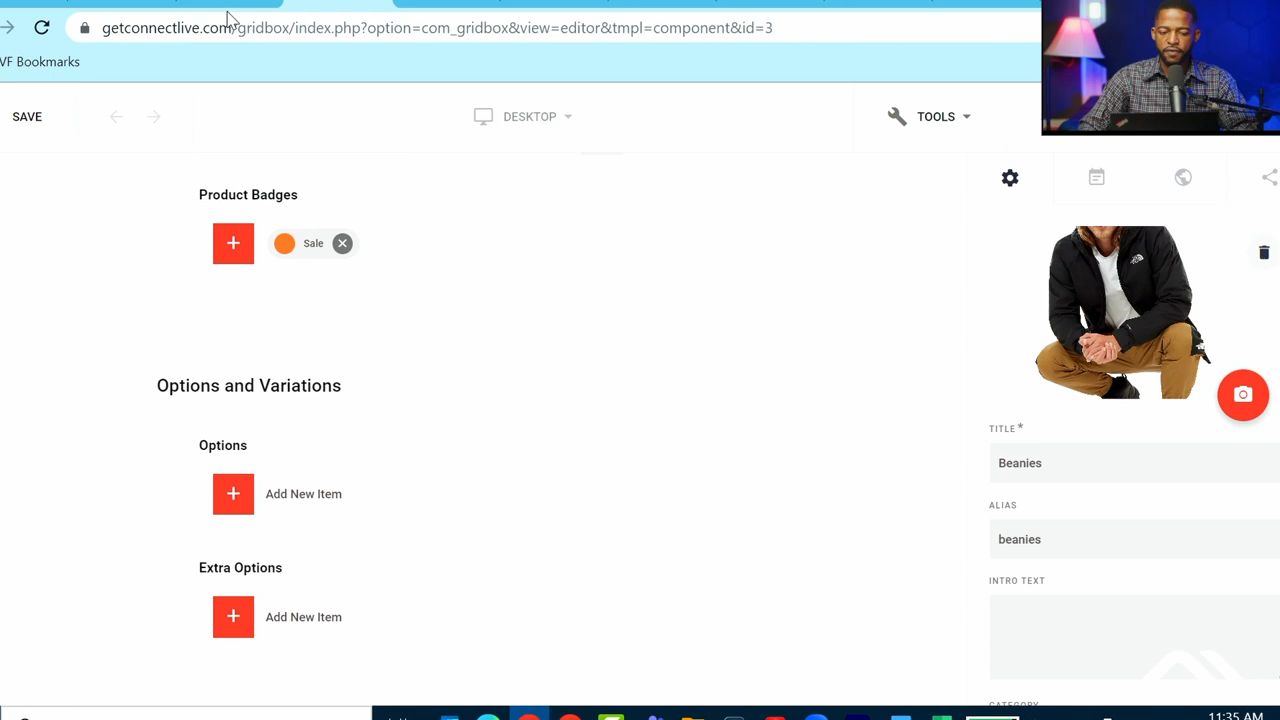 getconnectlive.com/gridbox/index.php?option=com_gridbox&view=editor&tmpl=component&id=3
VF Bookmarks
SAVE
DESKTOP
TOOLS
Product Badges
+ Sale
Options and Variations
Options
+ Add New Item
Extra Options
+ Add New Item
TITLE *
Beanies
ALIAS
beanies
INTRO TEXT
CATEGORY
11:35 AM